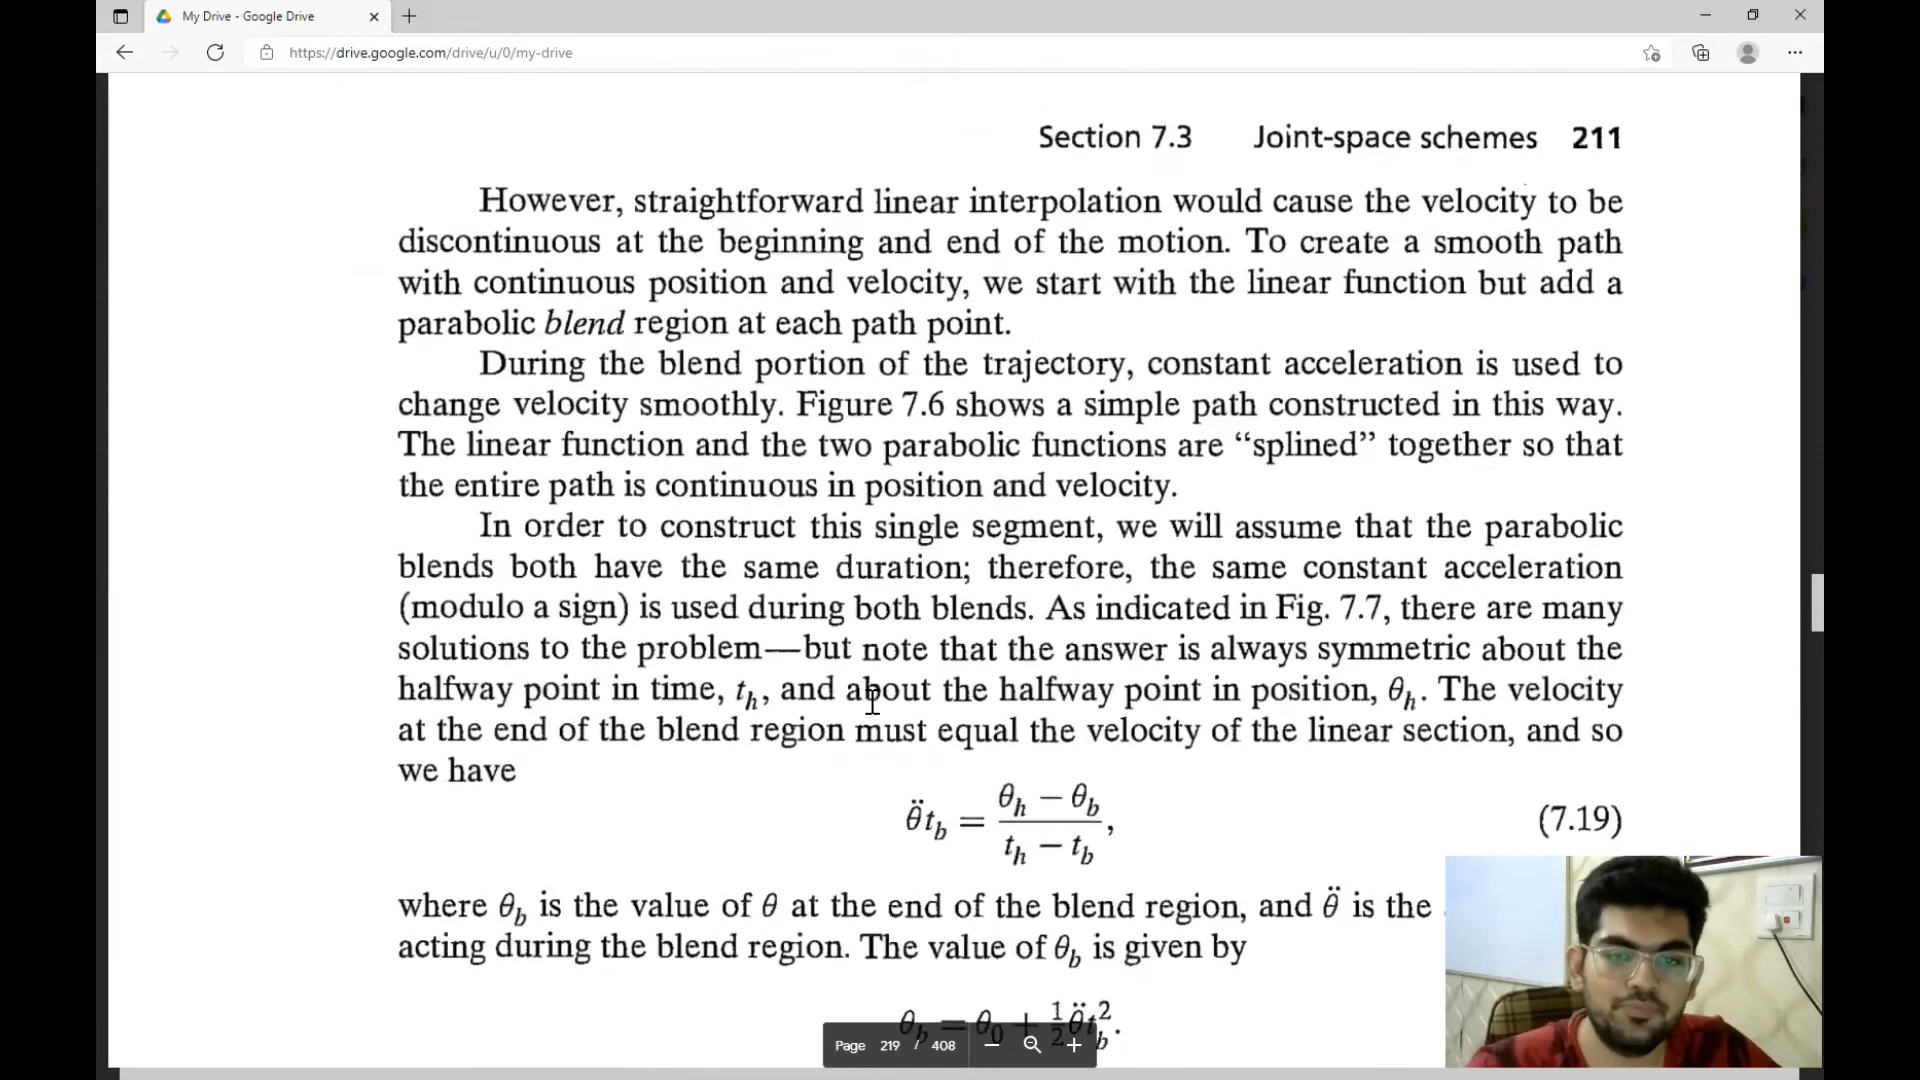 My Drive - Google Drive
https://drive.google.com/drive/u/0/my-drive
Section 7.3 Joint-space schemes 211
However, straightforward linear interpolation would cause the velocity to be
discontinuous at the beginning and end of the motion. To create a smooth path
with continuous position and velocity, we start with the linear function but add a
parabolic blend region at each path point.
During the blend portion of the trajectory, constant acceleration is used to
change velocity smoothly. Figure 7.6 shows a simple path constructed in this way.
The linear function and the two parabolic functions are “splined” together so that
the entire path is continuous in position and velocity.
In order to construct this single segment, we will assume that the parabolic
blends both have the same duration; therefore, the same constant acceleration
(modulo a sign) is used during both blends. As indicated in Fig. 7.7, there are many
solutions to the problem—but note that the answer is always symmetric about the
halfway point in time, t_h, and about the halfway point in position, θ_h. The velocity
at the end of the blend region must equal the velocity of the linear section, and so
we have
θ̈t_b = (θ_h − θ_b) / (t_h − t_b), (7.19)
where θ_b is the value of θ at the end of the blend region, and θ̈ is the
acting during the blend region. The value of θ_b is given by
θ_b = θ_0 + ½θ̈t_b².
Page 219 / 408